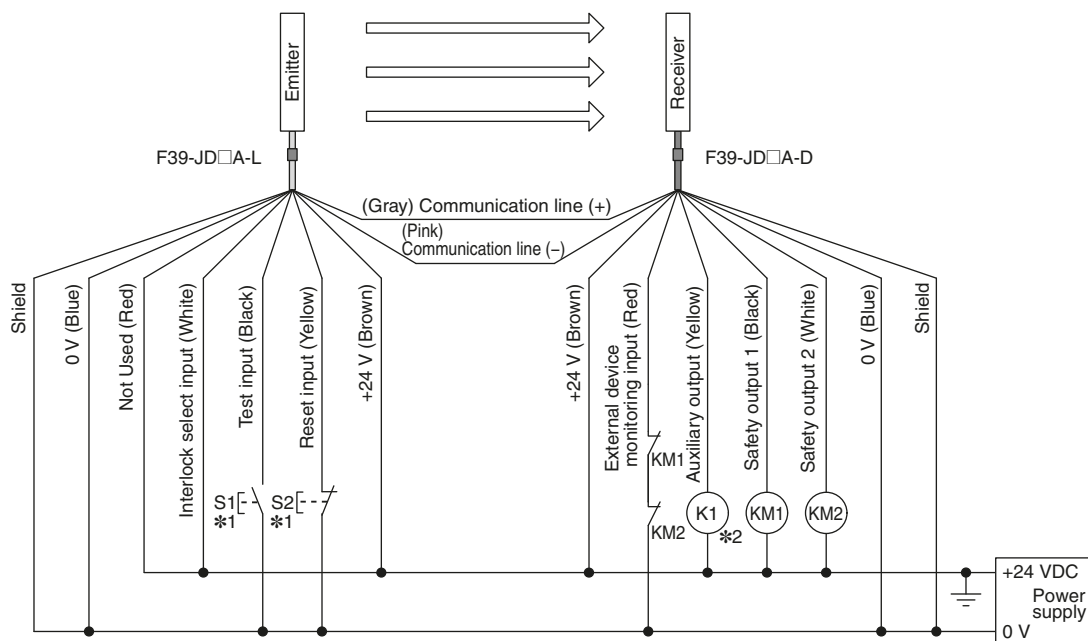 Emitter
Receiver
F39-JD□A-L
F39-JD□A-D
(Gray) Communication line (+)
(Pink)
Communication line (–)
Shield
0 V (Blue)
Not Used (Red)
Interlock select input (White)
Test input (Black)
Reset input (Yellow)
+24 V (Brown)
+24 V (Brown)
External device
monitoring input (Red)
Auxiliary output (Yellow)
Safety output 1 (Black)
Safety output 2 (White)
0 V (Blue)
Shield
S1
*1
S2
*1
KM1
KM2
K1
*2
KM1
KM2
+24 VDC
Power
supply
0 V